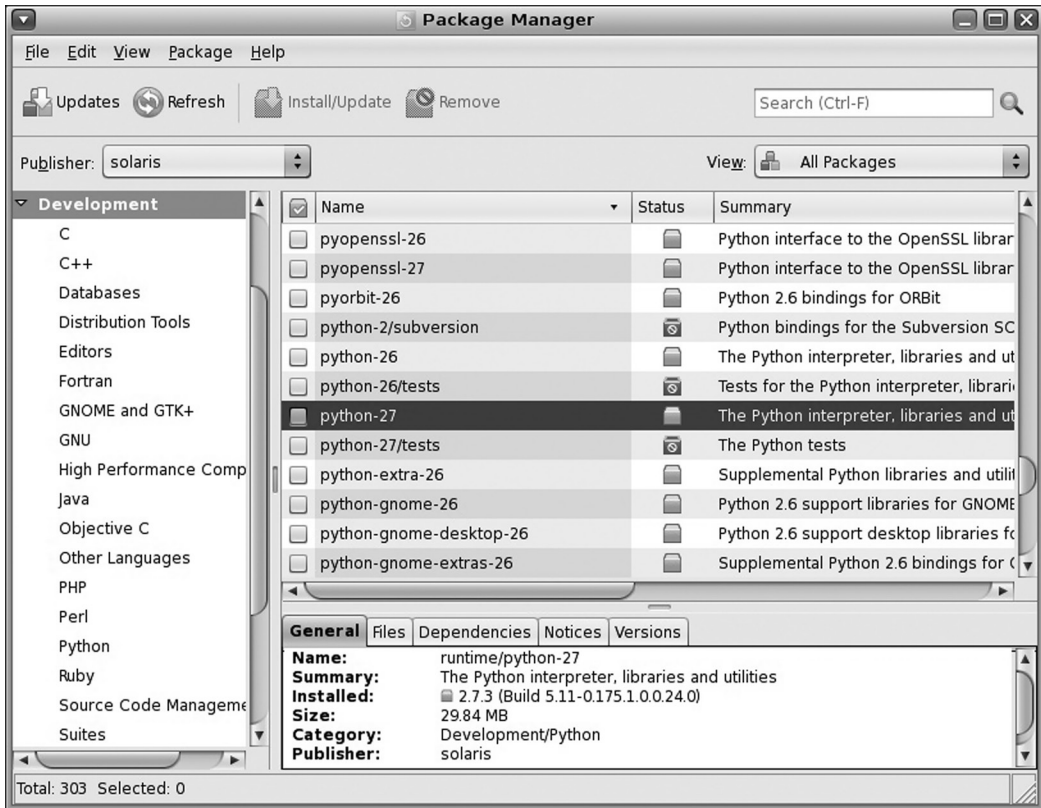 Package Manager
File Edit View Package Help
Updates Refresh Install/Update Remove Search (Ctrl-F)
Publisher: solaris View: All Packages
Development
C
C++
Databases
Distribution Tools
Editors
Fortran
GNOME and GTK+
GNU
High Performance Comp
Java
Objective C
Other Languages
PHP
Perl
Python
Ruby
Source Code Manageme
Suites
Name Status Summary
pyopenssl-26 Python interface to the OpenSSL librar
pyopenssl-27 Python interface to the OpenSSL librar
pyorbit-26 Python 2.6 bindings for ORBit
python-2/subversion Python bindings for the Subversion SC
python-26 The Python interpreter, libraries and ut
python-26/tests Tests for the Python interpreter, librari
python-27 The Python interpreter, libraries and ut
python-27/tests The Python tests
python-extra-26 Supplemental Python libraries and utilit
python-gnome-26 Python 2.6 support libraries for GNOME
python-gnome-desktop-26 Python 2.6 support desktop libraries fo
python-gnome-extras-26 Supplemental Python 2.6 bindings for
General Files Dependencies Notices Versions
Name: runtime/python-27
Summary: The Python interpreter, libraries and utilities
Installed: 2.7.3 (Build 5.11-0.175.1.0.0.24.0)
Size: 29.84 MB
Category: Development/Python
Publisher: solaris
Total: 303 Selected: 0